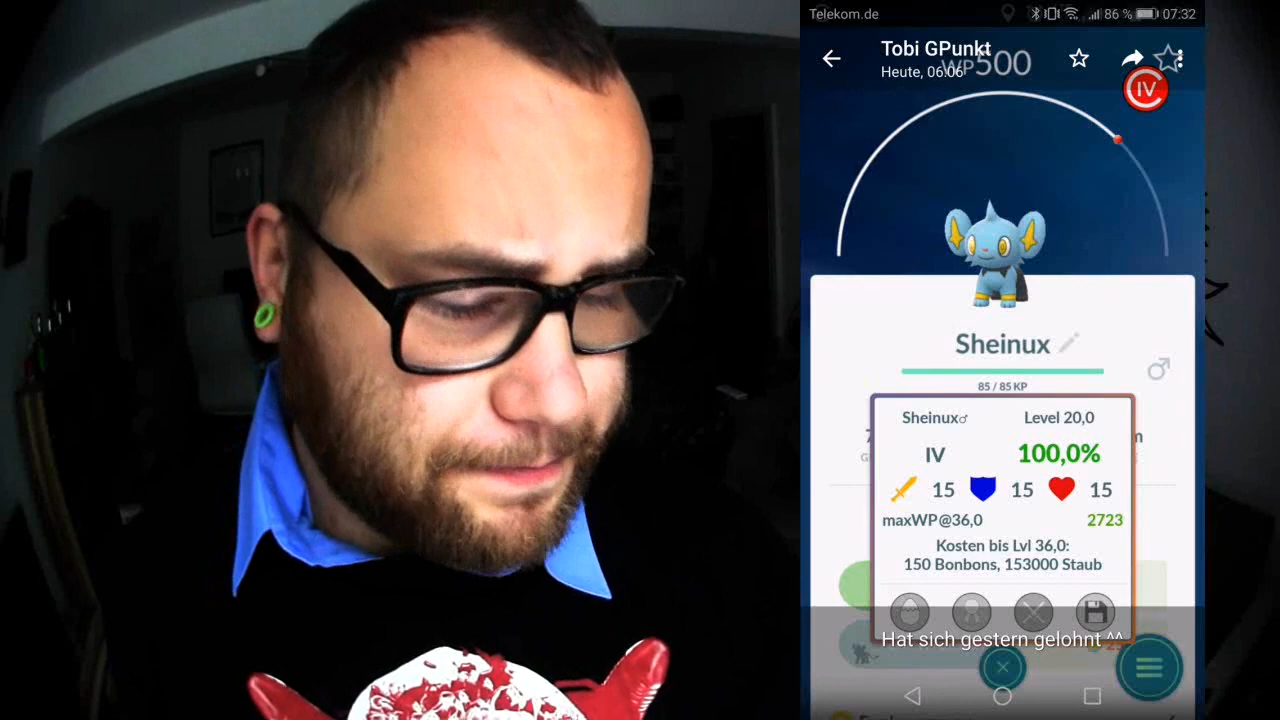 Telekom.de
86 % 07:32
Tobi GPunkt
WP500
Heute, 06:06
IV
Sheinux
85 / 85 KP
Sheinux♂ Level 20,0
IV 100,0%
15 15 15
maxWP@36,0 2723
Kosten bis Lvl 36,0:
150 Bonbons, 153000 Staub
Hat sich gestern gelohnt ^^